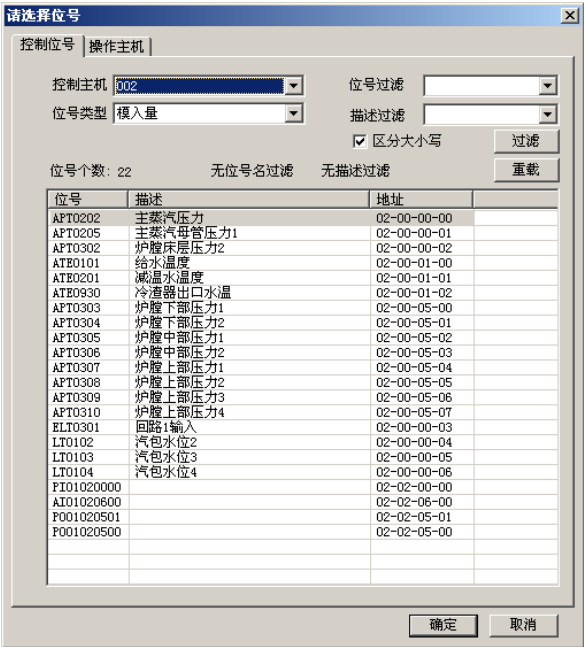 请选择位号
控制位号 操作主机
控制主机 002 位号过滤
位号类型 模入量 描述过滤
区分大小写 过滤
位号个数: 22 无位号名过滤 无描述过滤 重载
位号 描述 地址
APT0202 主蒸汽压力 02-00-00-00
APT0205 主蒸汽母管压力1 02-00-00-01
APT0302 炉膛床层压力2 02-00-00-02
ATE0101 给水温度 02-00-01-00
ATE0201 减温水温度 02-00-01-01
ATE0930 冷渣器出口水温 02-00-01-02
APT0303 炉膛下部压力1 02-00-05-00
APT0304 炉膛下部压力2 02-00-05-01
APT0305 炉膛中部压力1 02-00-05-02
APT0306 炉膛中部压力2 02-00-05-03
APT0307 炉膛上部压力1 02-00-05-04
APT0308 炉膛上部压力2 02-00-05-05
APT0309 炉膛上部压力3 02-00-05-06
APT0310 炉膛上部压力4 02-00-05-07
ELT0301 回路1输入 02-00-00-03
LT0102 汽包水位2 02-00-00-04
LT0103 汽包水位3 02-00-00-05
LT0104 汽包水位4 02-00-00-06
PI01020000 02-02-00-00
AI01020600 02-02-06-00
PO01020501 02-02-05-01
PO01020500 02-02-05-00
确定 取消